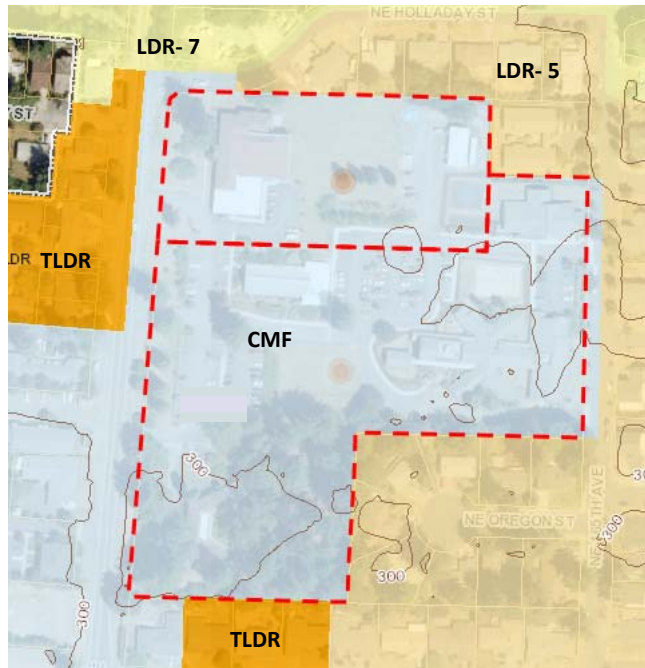 NE HOLLADAY ST
LDR- 7
LDR- 5
ST
TLDR
LDR
CMF
300
NE OREGON ST
300
300
300
TLDR